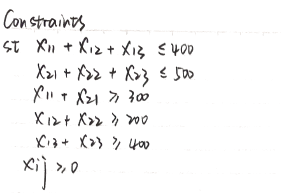 Constraints
st x11 + x12 + x13 ≤ 400
x21 + x22 + x23 ≤ 500
x11 + x21 ≥ 300
x12 + x22 ≥ 200
x13 + x23 ≥ 400
xij ≥ 0